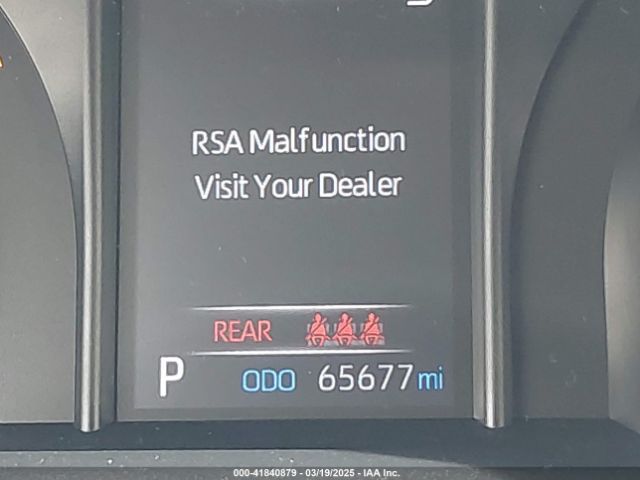 RSA Malfunction
Visit Your Dealer
REAR
P ODO 65677 mi
000-41840879 - 03/19/2025 - IAA Inc.